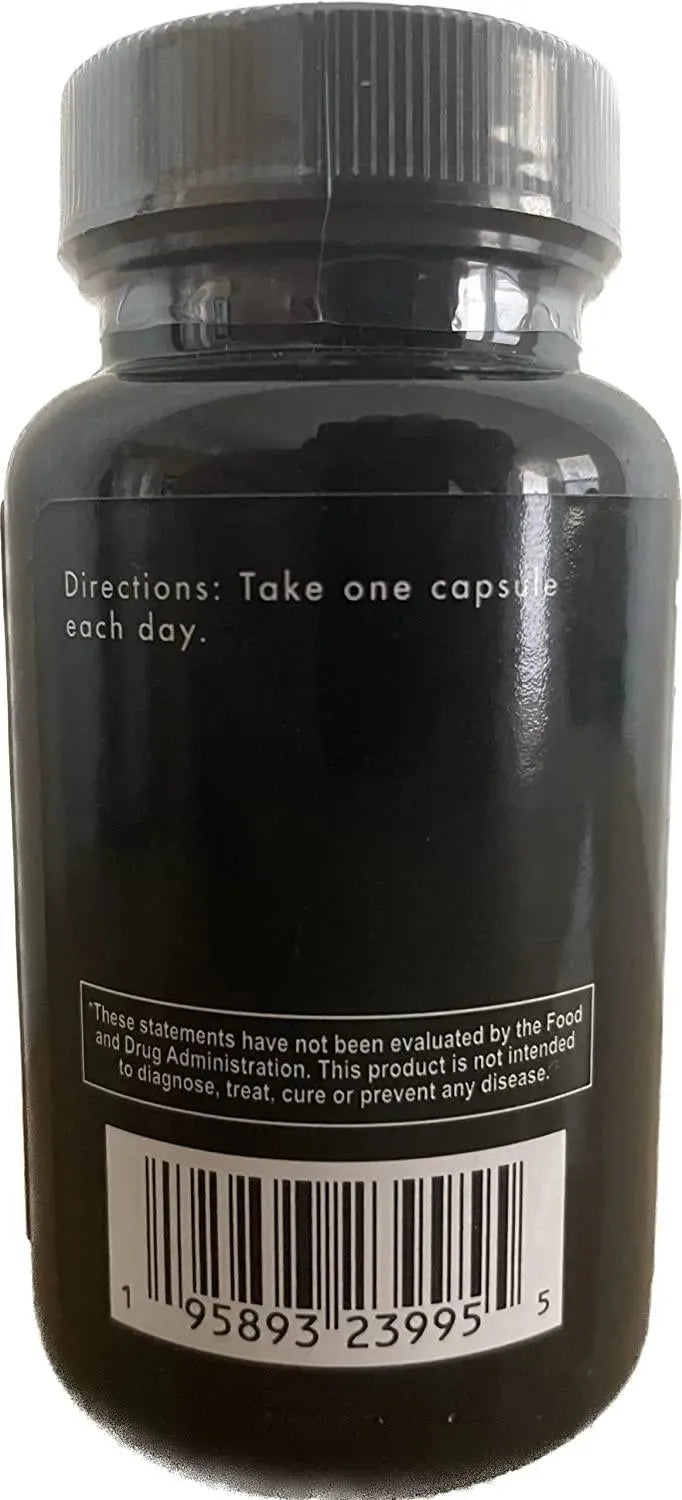 Directions: Take one capsule
each day.
*These statements have not been evaluated by the Food
and Drug Administration. This product is not intended
to diagnose, treat, cure or prevent any disease.
1 95893 23995 5